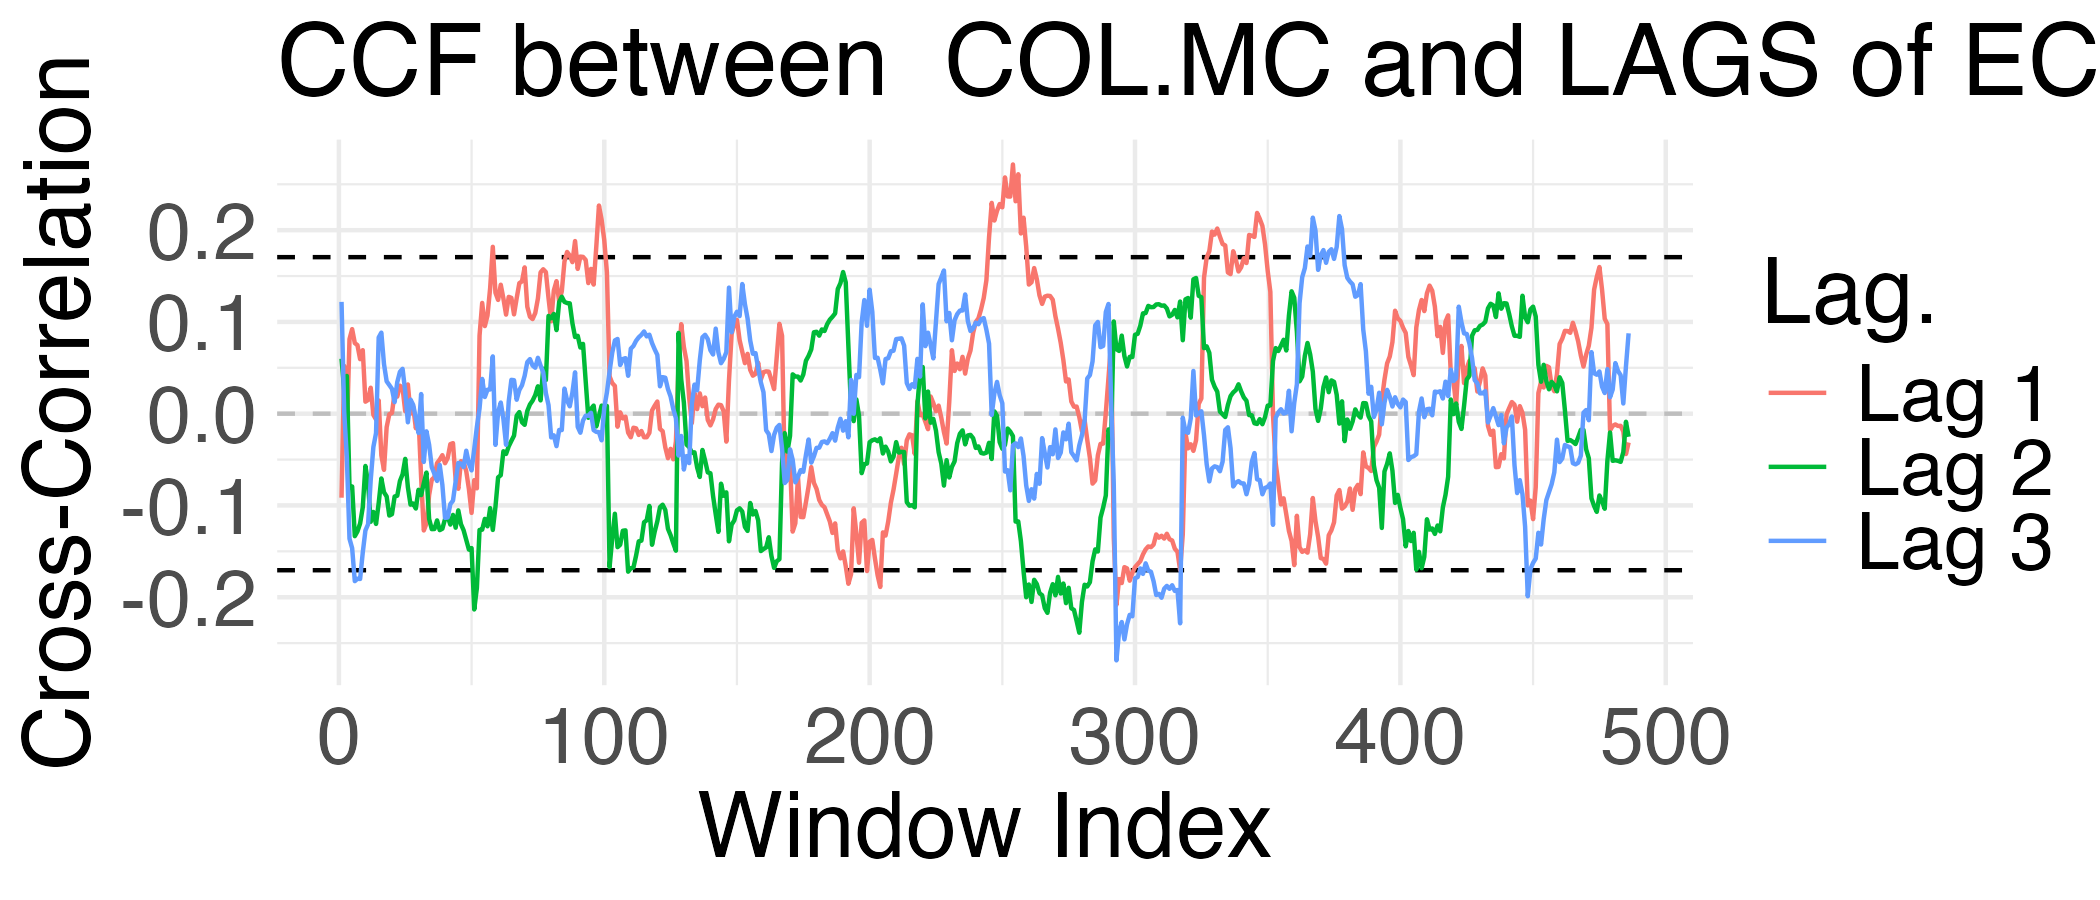 CCF between  COL.MC and LAGS of EC
Cross-Correlation
0.2
0.1
0.0
-0.1
-0.2
0 100 200 300 400 500
Window Index
Lag.
Lag 1
Lag 2
Lag 3